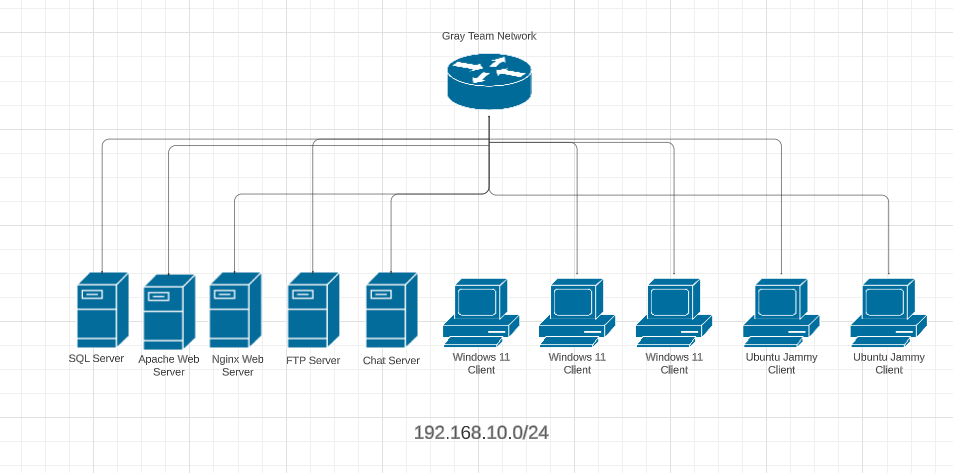 Gray Team Network
SQL Server
Apache Web
Server
Nginx Web
Server
FTP Server
Chat Server
Windows 11
Client
Windows 11
Client
Windows 11
Client
Ubuntu Jammy
Client
Ubuntu Jammy
Client
192.168.10.0/24